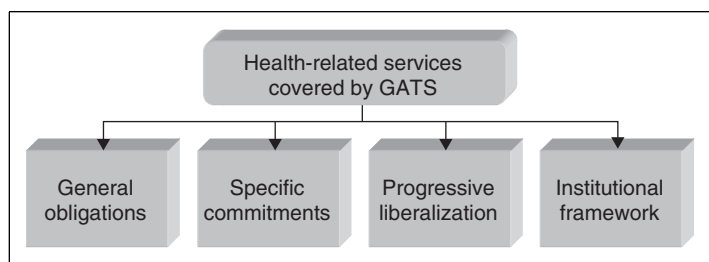 Health-related services
covered by GATS
General
obligations
Specific
commitments
Progressive
liberalization
Institutional
framework